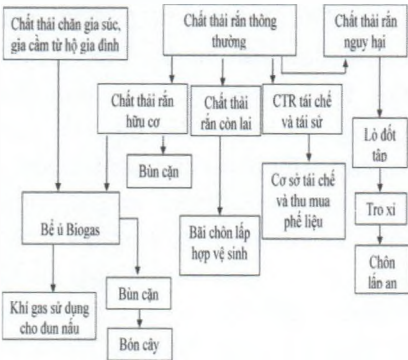 Chất thải chăn gia súc,
gia cầm từ hộ gia đình
Chất thải rắn thông
thường
Chất thải rắn
nguy hại
Chất thải rắn
hữu cơ
Chất thải
rắn còn lai
CTR tái chế
và tái sử
Lò đốt
tập
Bùn cặn
Cơ sở tái chế
và thu mua
phế liệu
Tro xỉ
Bể ủ Biogas
Bãi chôn lấp
hợp vệ sinh
Chôn
lấp an
Khí gas sử dụng
cho đun nấu
Bùn cặn
Bón cây